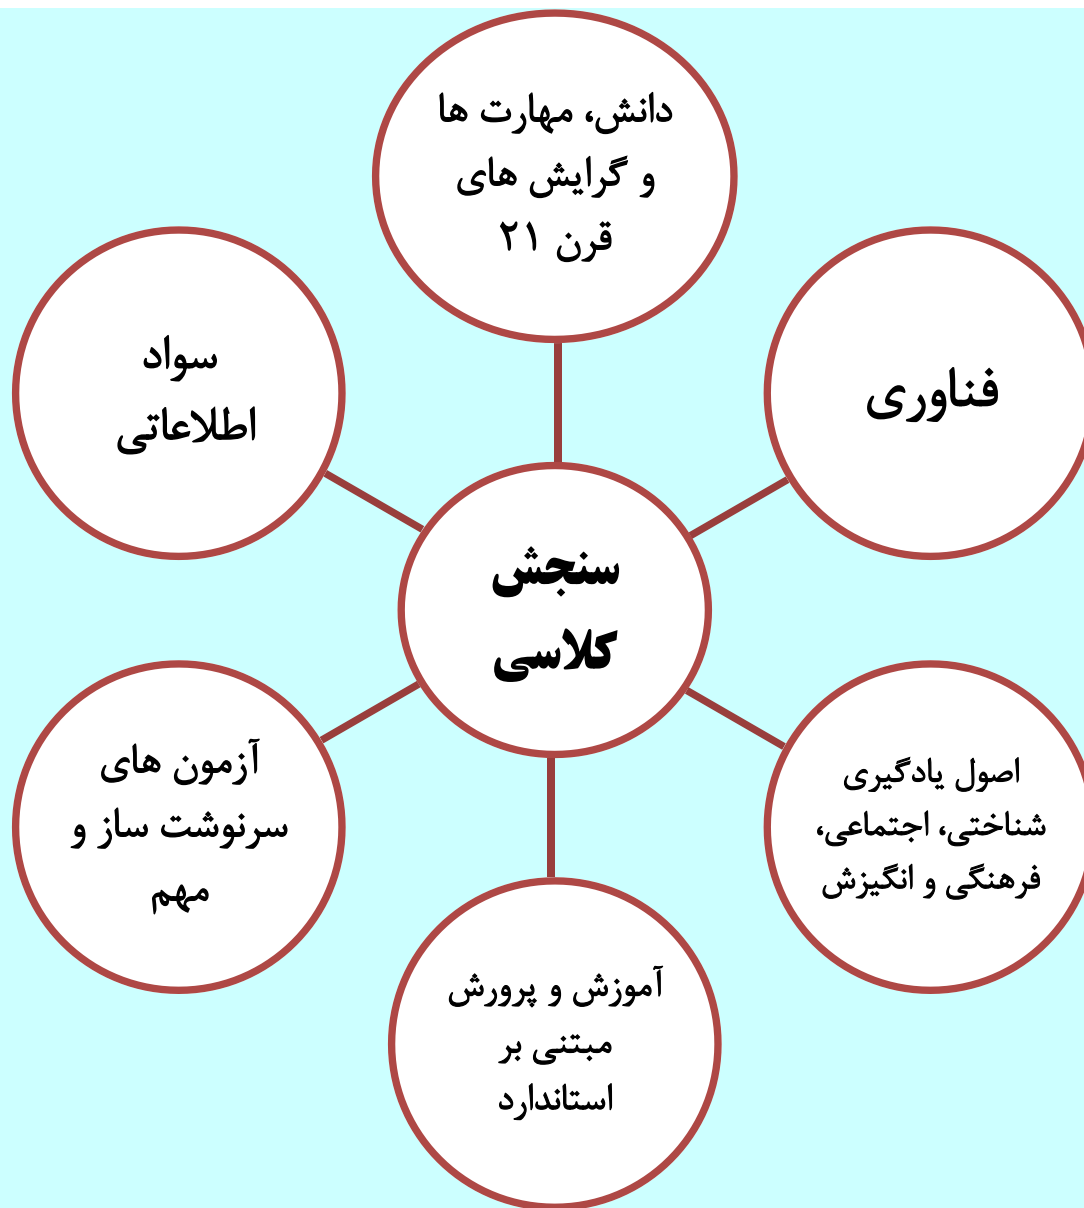 دانش، مهارت ها
و گرایش های
قرن ۲۱
فناوری
سواد
اطلاعاتی
سنجش
کلاسی
اصول یادگیری
شناختی، اجتماعی،
فرهنگی و انگیزش
آزمون های
سرنوشت ساز و
مهم
آموزش و پرورش
مبتنی بر
استاندارد